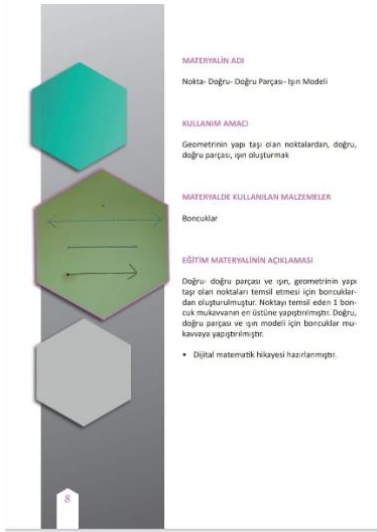 MATERYALİN ADI
Nokta- Doğru- Doğru Parçası- Işın Modeli
KULLANIM AMACI
Geometrinin yapı taşı olan noktalardan, doğru,
doğru parçası, ışın oluşturmak
MATERYALDE KULLANILAN MALZEMELER
Boncuklar
EĞİTİM MATERYALİNİN AÇIKLAMASI
Doğru- doğru parçası ve ışın, geometrinin yapı
taşı olan noktaları temsil etmesi için boncuklar-
dan oluşturulmuştur. Noktayı temsil eden 1 bon-
cuk mukavvanın en üstüne yapıştırılmıştır. Doğru,
doğru parçası ve ışın modeli için boncuklar mu-
kavvaya yapıştırılmıştır.
• Dijital matematik hikayesi hazırlanmıştır.
8